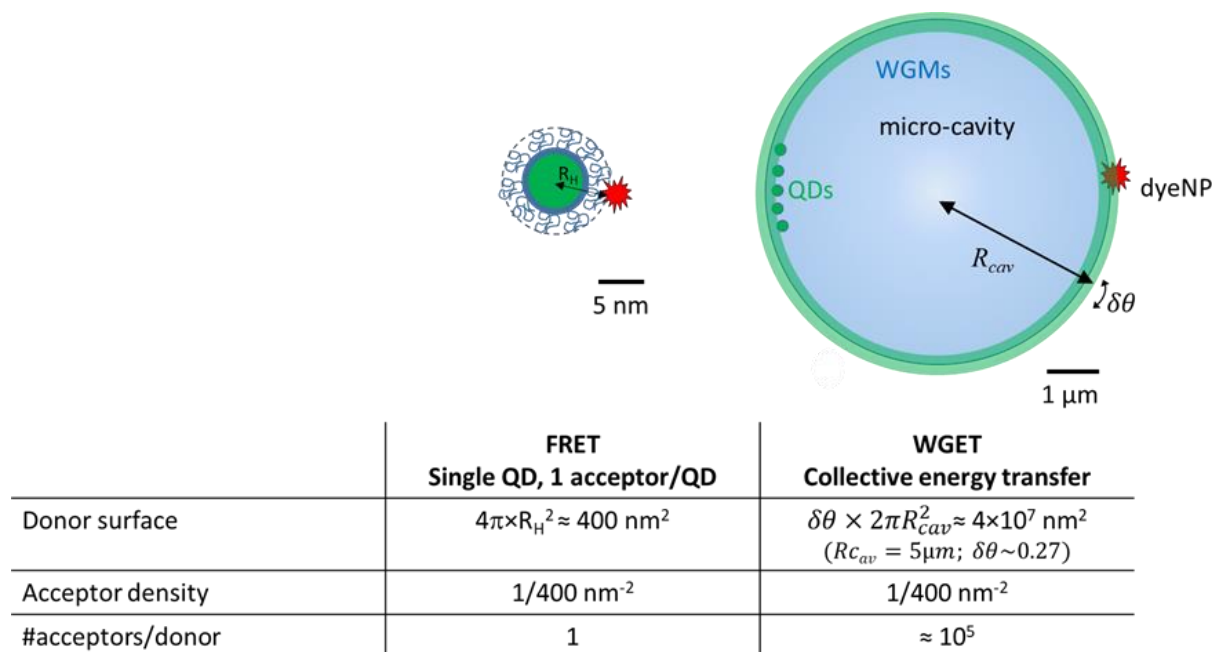 WGMs
micro-cavity
R_H
QDs
dyeNP
R_cav
δθ
5 nm
1 µm
FRET
Single QD, 1 acceptor/QD
WGET
Collective energy transfer
Donor surface
4π×R_H² ≈ 400 nm²
δθ × 2πR²_cav ≈ 4×10⁷ nm²
(Rc_av = 5µm; δθ~0.27)
Acceptor density
1/400 nm⁻²
1/400 nm⁻²
#acceptors/donor
1
≈ 10⁵